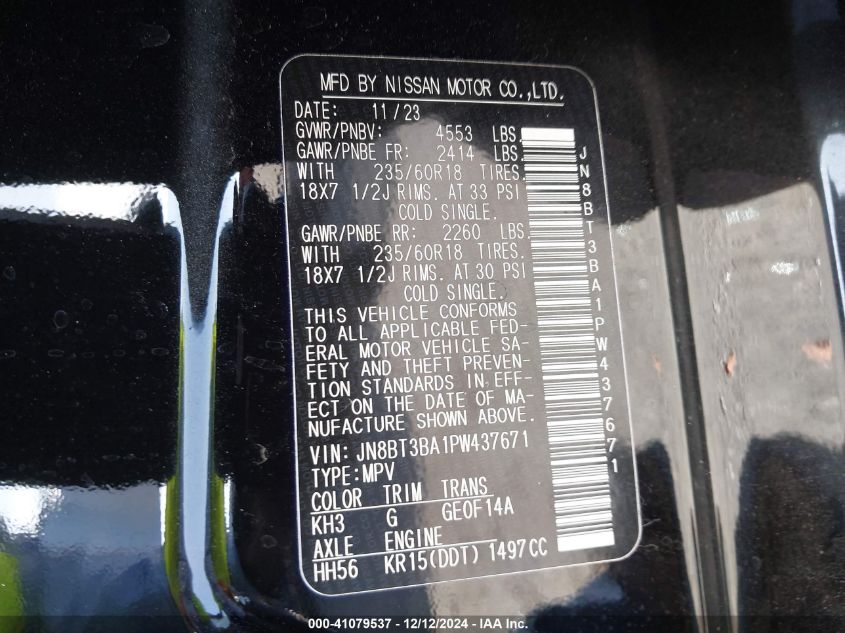 MFD BY NISSAN MOTOR CO.,LTD.
DATE: 11/23
GVWR/PNBV: 4553 LBS.
GAWR/PNBE FR: 2414 LBS.
WITH 235/60R18 TIRES.
18X7 1/2J RIMS. AT 33 PSI
COLD SINGLE.
GAWR/PNBE RR: 2260 LBS.
WITH 235/60R18 TIRES.
18X7 1/2J RIMS. AT 30 PSI
COLD SINGLE.
THIS VEHICLE CONFORMS
TO ALL APPLICABLE FED-
ERAL MOTOR VEHICLE SA-
FETY AND THEFT PREVEN-
TION STANDARDS IN EFF-
ECT ON THE DATE OF MA-
NUFACTURE SHOWN ABOVE.
VIN: JN8BT3BA1PW437671
TYPE:MPV
COLOR TRIM TRANS
KH3 G GE0F14A
AXLE ENGINE
HH56 KR15(DDT) 1497CC
JN8BT3BA1PW437671
000-41079537 - 12/12/2024 - IAA Inc.